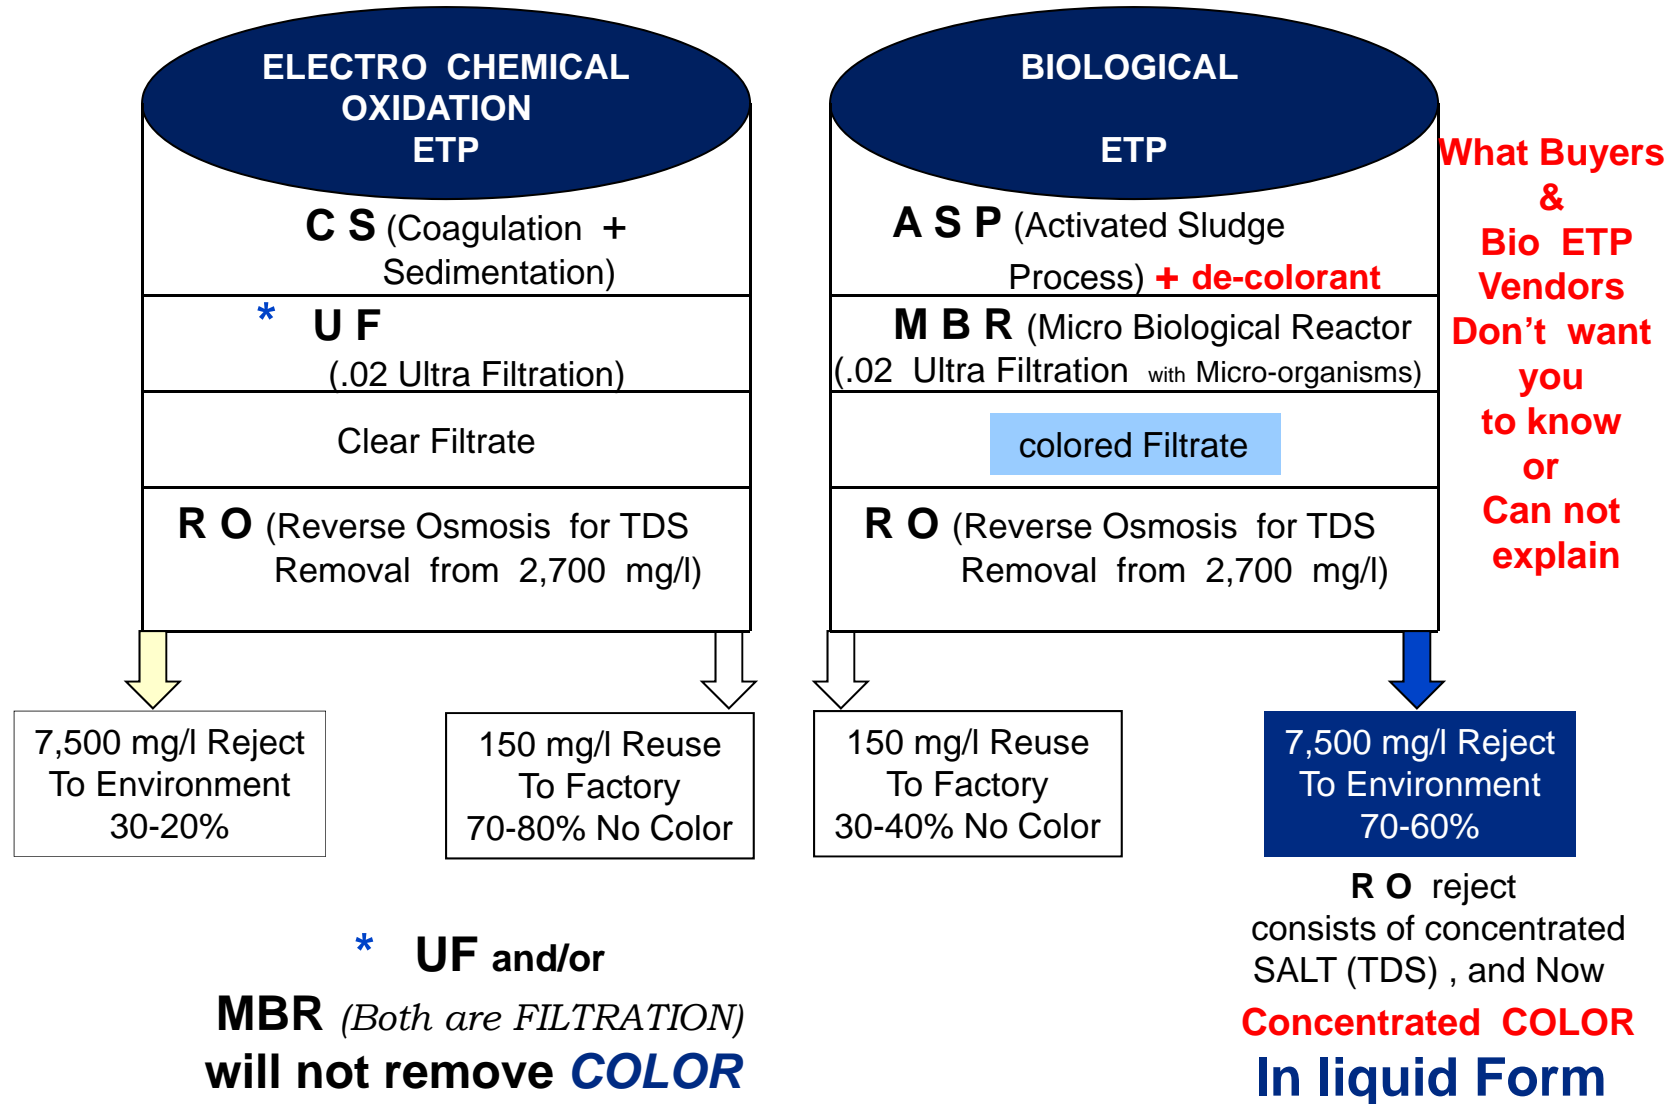 ELECTRO CHEMICAL
OXIDATION
ETP
C S (Coagulation +
Sedimentation)
* U F
(.02 Ultra Filtration)
Clear Filtrate
R O (Reverse Osmosis for TDS
Removal from 2,700 mg/l)
BIOLOGICAL
ETP
A S P (Activated Sludge
Process) + de-colorant
M B R (Micro Biological Reactor
(.02 Ultra Filtration with Micro-organisms)
colored Filtrate
R O (Reverse Osmosis for TDS
Removal from 2,700 mg/l)
What Buyers
&
Bio ETP
Vendors
Don't want
you
to know
or
Can not
explain
7,500 mg/l Reject
To Environment
30-20%
150 mg/l Reuse
To Factory
70-80% No Color
150 mg/l Reuse
To Factory
30-40% No Color
7,500 mg/l Reject
To Environment
70-60%
* UF and/or
MBR (Both are FILTRATION)
will not remove COLOR
R O reject
consists of concentrated
SALT (TDS) , and Now
Concentrated COLOR
In liquid Form